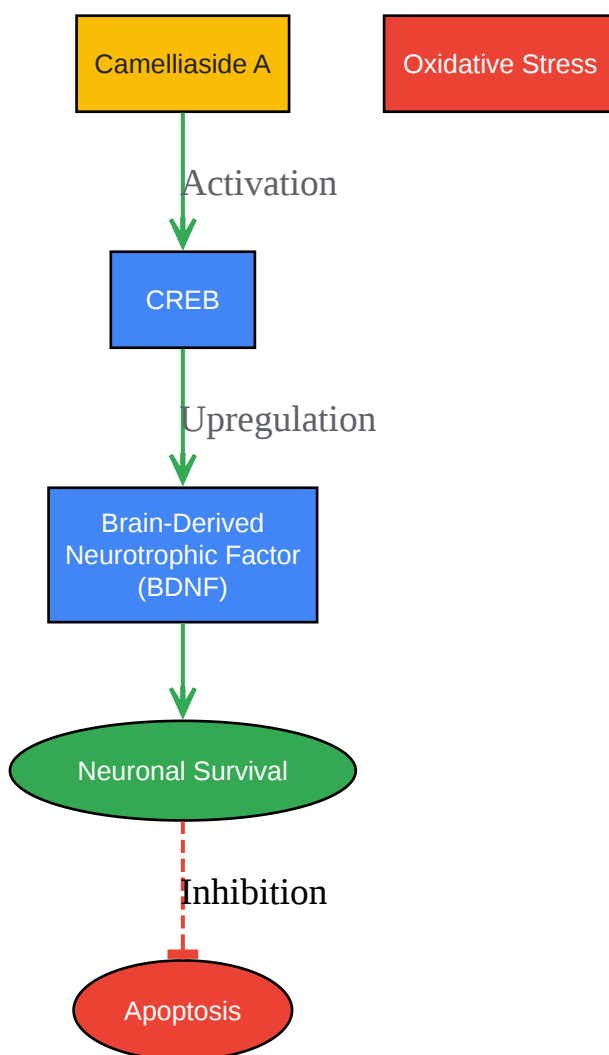 Camelliaside A
Oxidative Stress
Activation
CREB
Upregulation
Brain-Derived
Neurotrophic Factor
(BDNF)
Neuronal Survival
Inhibition
Apoptosis